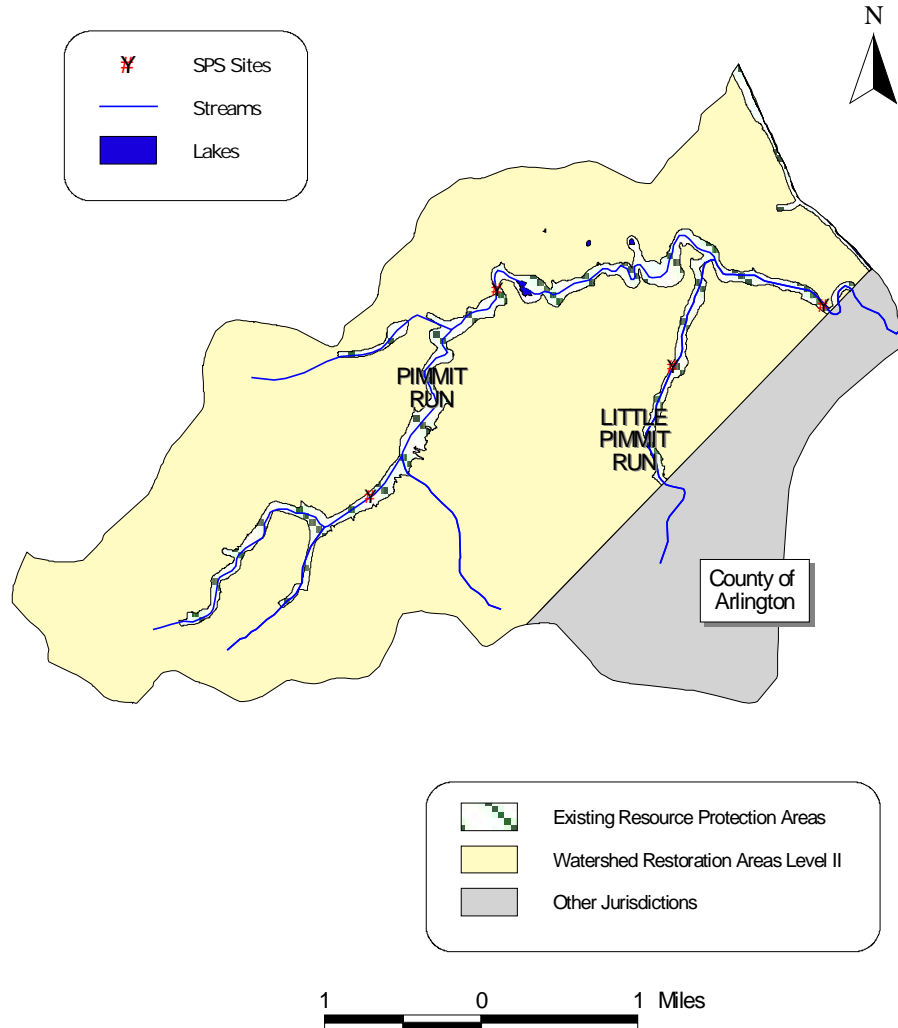 N
SPS Sites
Streams
Lakes
PIMMIT
RUN
LITTLE
PIMMIT
RUN
County of
Arlington
Existing Resource Protection Areas
Watershed Restoration Areas Level II
Other Jurisdictions
1 0 1 Miles